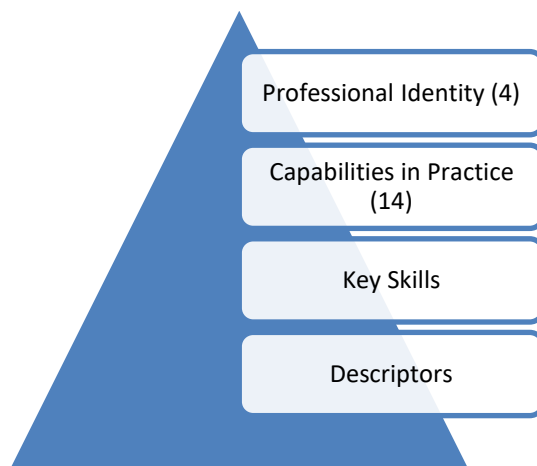 Professional Identity (4)
Capabilities in Practice
(14)
Key Skills
Descriptors